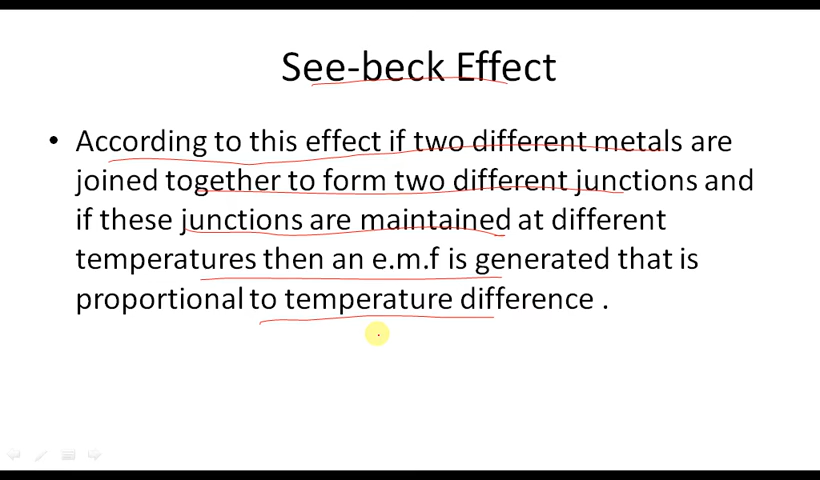 See-beck Effect
• According to this effect if two different metals are
joined together to form two different junctions and
if these junctions are maintained at different
temperatures then an e.m.f is generated that is
proportional to temperature difference .